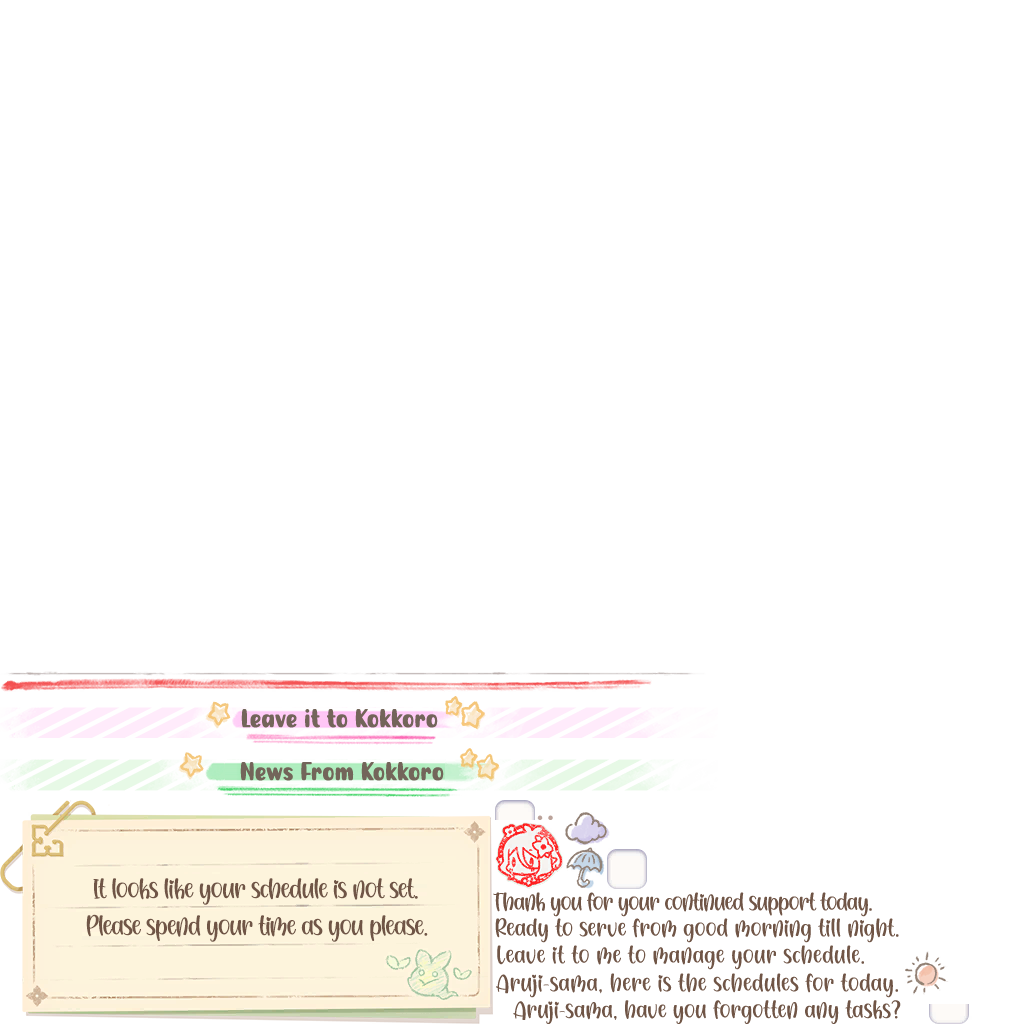 Leave it to Kokkoro
News From Kokkoro
It looks like your schedule is not set.
Please spend your time as you please.
Thank you for your continued support today.
Ready to serve from good morning till night.
Leave it to me to manage your schedule.
Aruji-sama, here is the schedules for today.
Aruji-sama, have you forgotten any tasks?